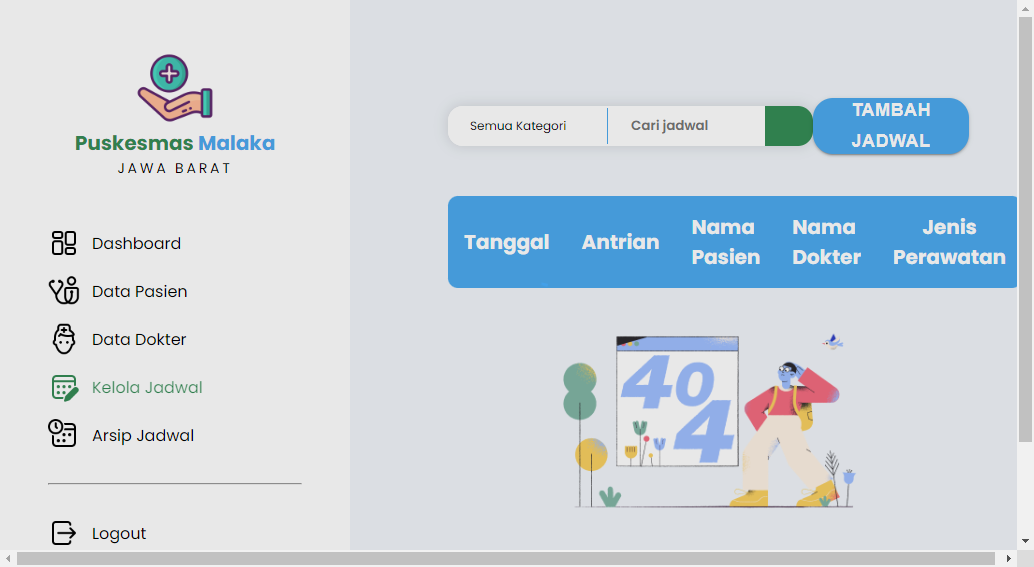 Puskesmas Malaka
JAWA BARAT
Dashboard
Data Pasien
Data Dokter
Kelola Jadwal
Arsip Jadwal
Logout
Semua Kategori
Cari jadwal
TAMBAH
JADWAL
Tanggal
Antrian
Nama
Pasien
Nama
Dokter
Jenis
Perawatan
404